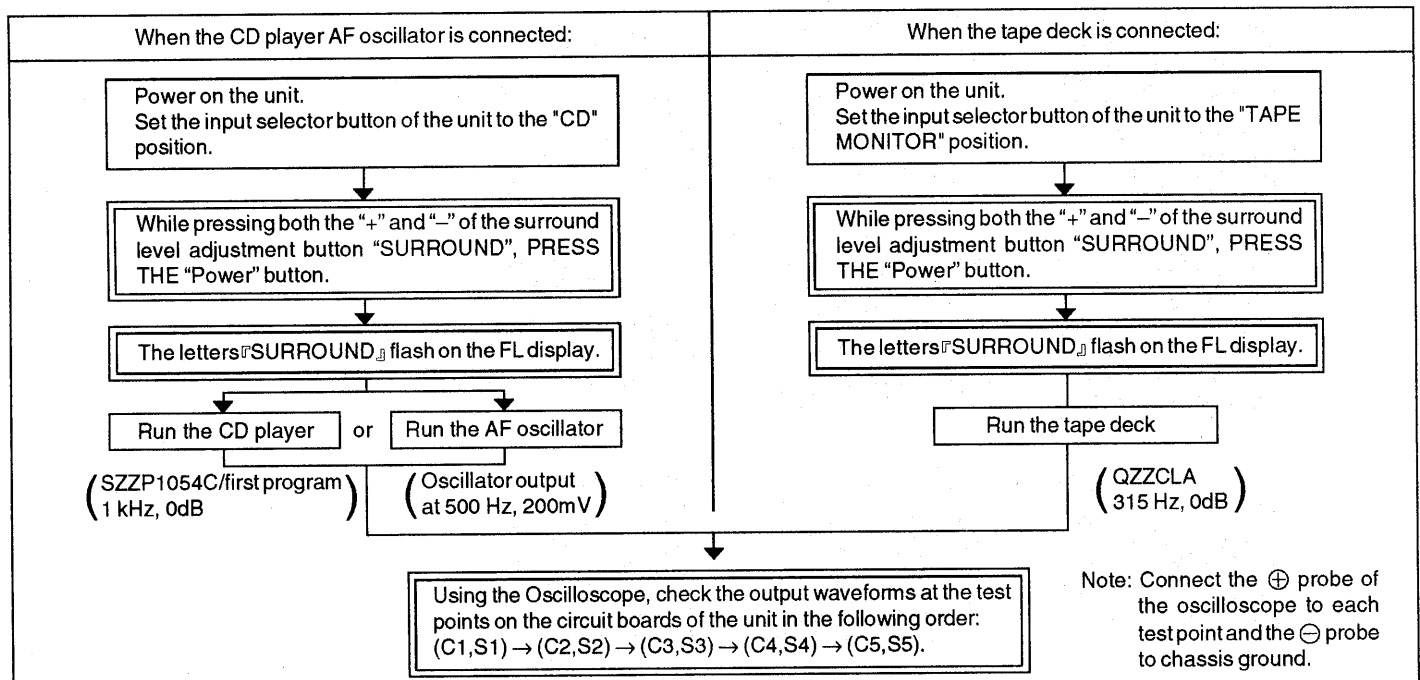 When the CD player AF oscillator is connected:
Power on the unit.
Set the input selector button of the unit to the "CD"
position.
While pressing both the “+” and “–” of the surround
level adjustment button “SURROUND”, PRESS
THE “Power” button.
The letters『SURROUND』flash on the FL display.
Run the CD player
or
Run the AF oscillator
(SZZP1054C/first program
1 kHz, 0dB)
(Oscillator output
at 500 Hz, 200mV)
When the tape deck is connected:
Power on the unit.
Set the input selector button of the unit to the "TAPE
MONITOR" position.
While pressing both the “+” and “–” of the surround
level adjustment button “SURROUND”, PRESS
THE “Power” button.
The letters『SURROUND』flash on the FL display.
Run the tape deck
(QZZCLA
315 Hz, 0dB)
Using the Oscilloscope, check the output waveforms at the test
points on the circuit boards of the unit in the following order:
(C1,S1) → (C2,S2) → (C3,S3) → (C4,S4) → (C5,S5).
Note: Connect the ⊕ probe of
the oscilloscope to each
test point and the ⊖ probe
to chassis ground.